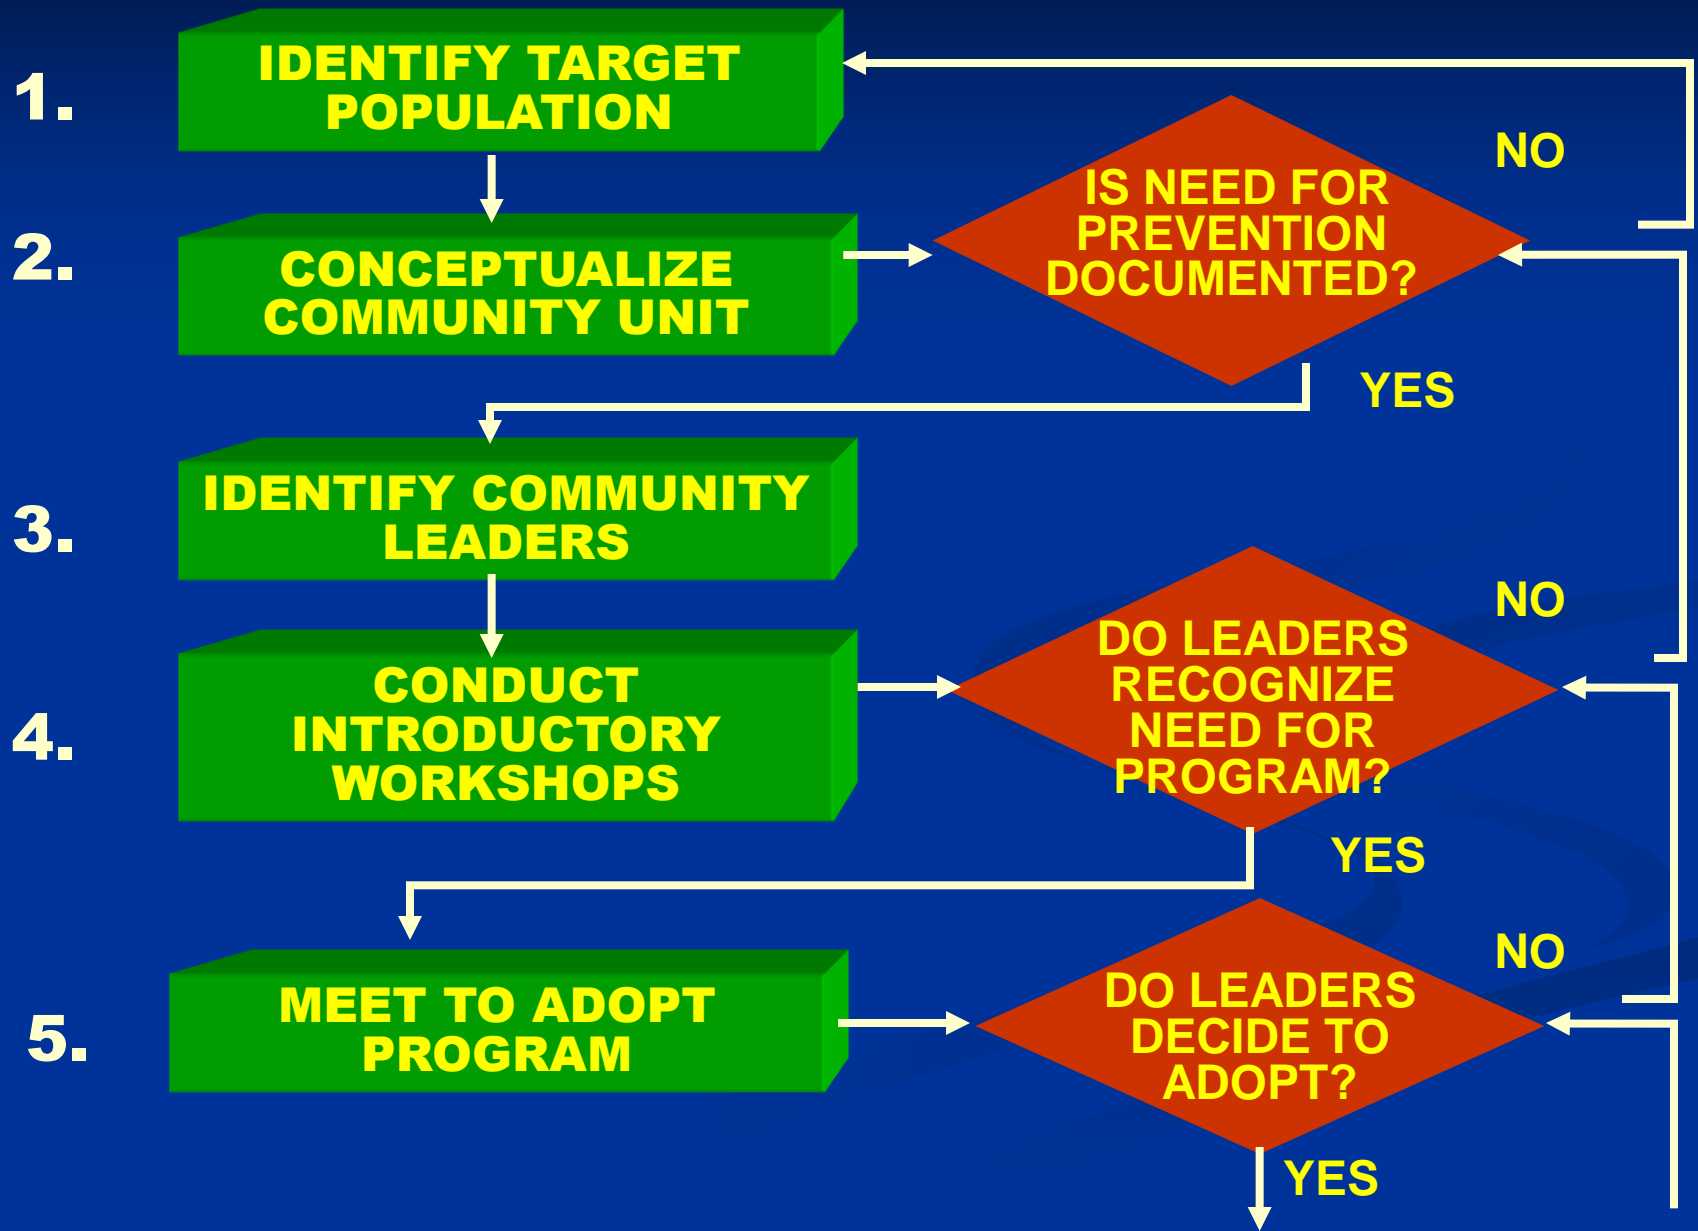 1.
IDENTIFY TARGET
POPULATION
NO
IS NEED FOR
PREVENTION
DOCUMENTED?
2.
CONCEPTUALIZE
COMMUNITY UNIT
YES
3.
IDENTIFY COMMUNITY
LEADERS
NO
DO LEADERS
RECOGNIZE
NEED FOR
PROGRAM?
4.
CONDUCT
INTRODUCTORY
WORKSHOPS
YES
NO
5.
MEET TO ADOPT
PROGRAM
DO LEADERS
DECIDE TO
ADOPT?
YES